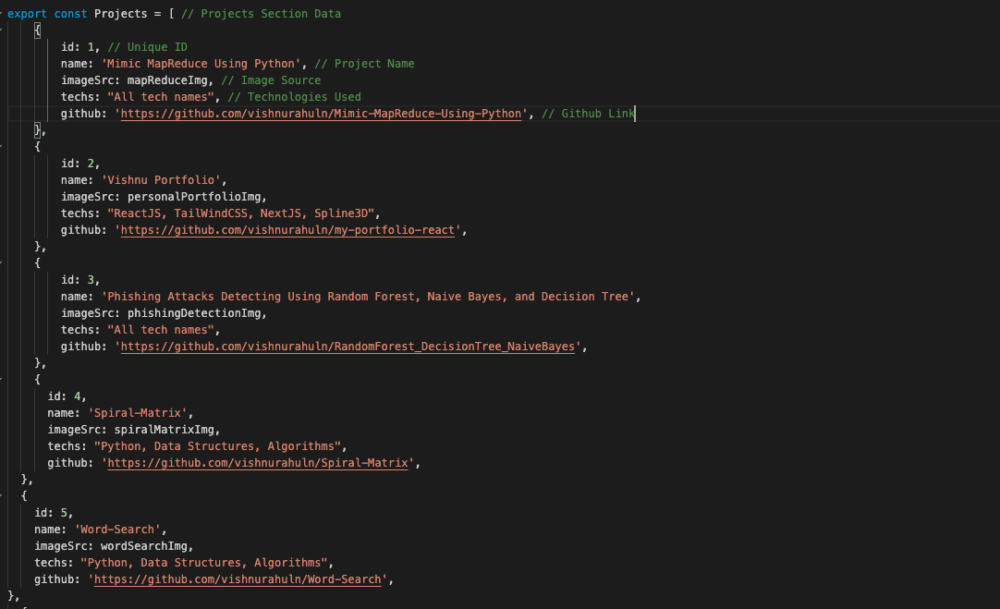 export const Projects = [ // Projects Section Data
{
id: 1, // Unique ID
name: 'Mimic MapReduce Using Python', // Project Name
imageSrc: mapReduceImg, // Image Source
techs: "All tech names", // Technologies Used
github: 'https://github.com/vishnurahuln/Mimic-MapReduce-Using-Python', // Github Link
},
{
id: 2,
name: 'Vishnu Portfolio',
imageSrc: personalPortfolioImg,
techs: "ReactJS, TailWindCSS, NextJS, Spline3D",
github: 'https://github.com/vishnurahuln/my-portfolio-react',
},
{
id: 3,
name: 'Phishing Attacks Detecting Using Random Forest, Naive Bayes, and Decision Tree',
imageSrc: phishingDetectionImg,
techs: "All tech names",
github: 'https://github.com/vishnurahuln/RandomForest_DecisionTree_NaiveBayes',
},
{
id: 4,
name: 'Spiral-Matrix',
imageSrc: spiralMatrixImg,
techs: "Python, Data Structures, Algorithms",
github: 'https://github.com/vishnurahuln/Spiral-Matrix',
},
{
id: 5,
name: 'Word-Search',
imageSrc: wordSearchImg,
techs: "Python, Data Structures, Algorithms",
github: 'https://github.com/vishnurahuln/Word-Search',
},